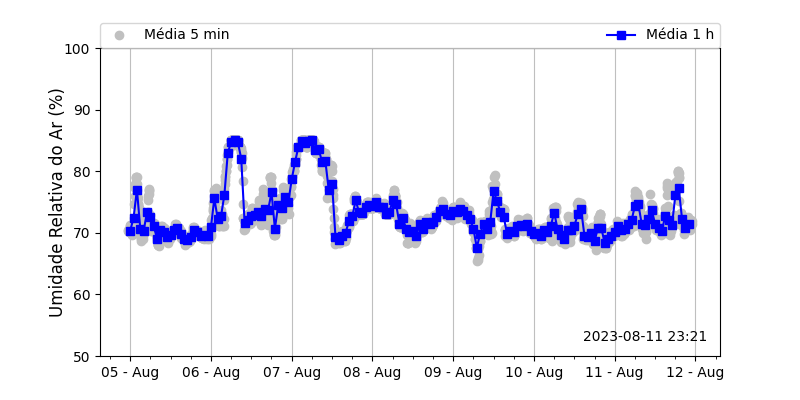 Média 5 min
Média 1 h
100
90
80
70
60
50
Umidade Relativa do Ar (%)
2023-08-11 23:21
05 - Aug
06 - Aug
07 - Aug
08 - Aug
09 - Aug
10 - Aug
11 - Aug
12 - Aug